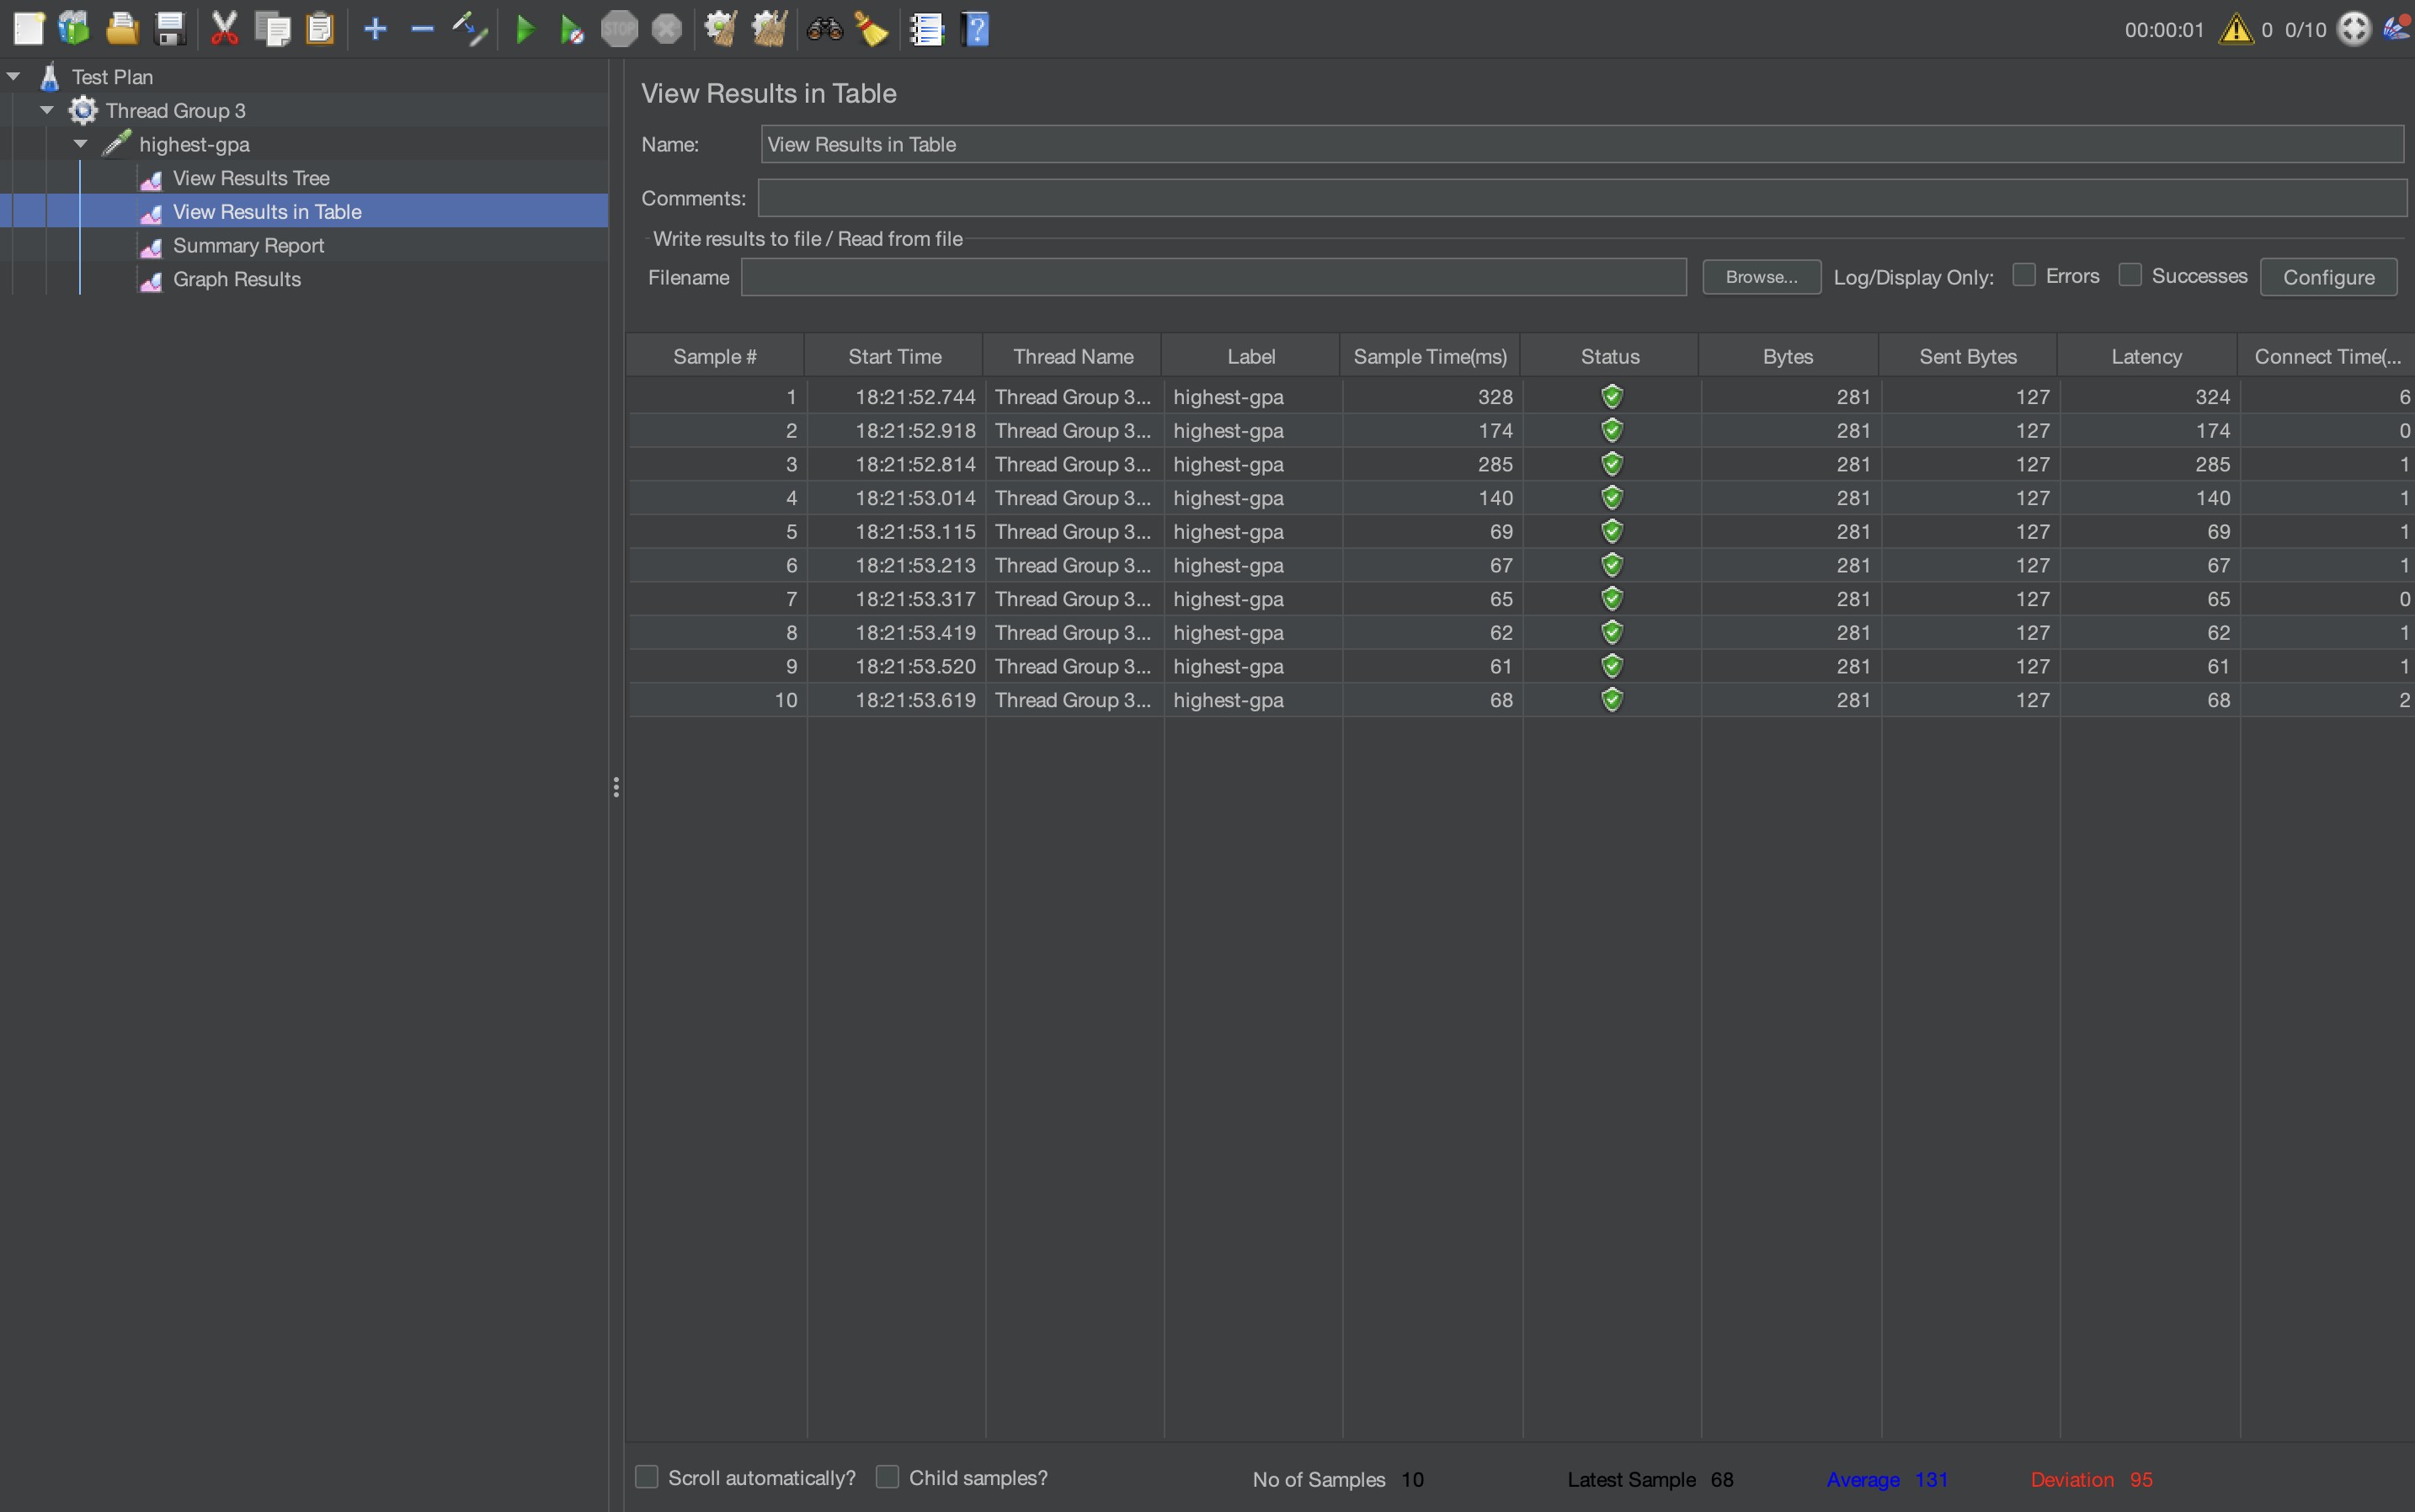 STOP
00:00:01 0 0/10
Test Plan
Thread Group 3
highest-gpa
View Results Tree
View Results in Table
Summary Report
Graph Results
View Results in Table
Name: View Results in Table
Comments:
Write results to file / Read from file
Filename Browse... Log/Display Only: Errors Successes Configure
Sample # Start Time Thread Name Label Sample Time(ms) Status Bytes Sent Bytes Latency Connect Time(...
1 18:21:52.744 Thread Group 3... highest-gpa 328 281 127 324 6
2 18:21:52.918 Thread Group 3... highest-gpa 174 281 127 174 0
3 18:21:52.814 Thread Group 3... highest-gpa 285 281 127 285 1
4 18:21:53.014 Thread Group 3... highest-gpa 140 281 127 140 1
5 18:21:53.115 Thread Group 3... highest-gpa 69 281 127 69 1
6 18:21:53.213 Thread Group 3... highest-gpa 67 281 127 67 1
7 18:21:53.317 Thread Group 3... highest-gpa 65 281 127 65 0
8 18:21:53.419 Thread Group 3... highest-gpa 62 281 127 62 1
9 18:21:53.520 Thread Group 3... highest-gpa 61 281 127 61 1
10 18:21:53.619 Thread Group 3... highest-gpa 68 281 127 68 2
Scroll automatically? Child samples? No of Samples 10 Latest Sample 68 Average 131 Deviation 95